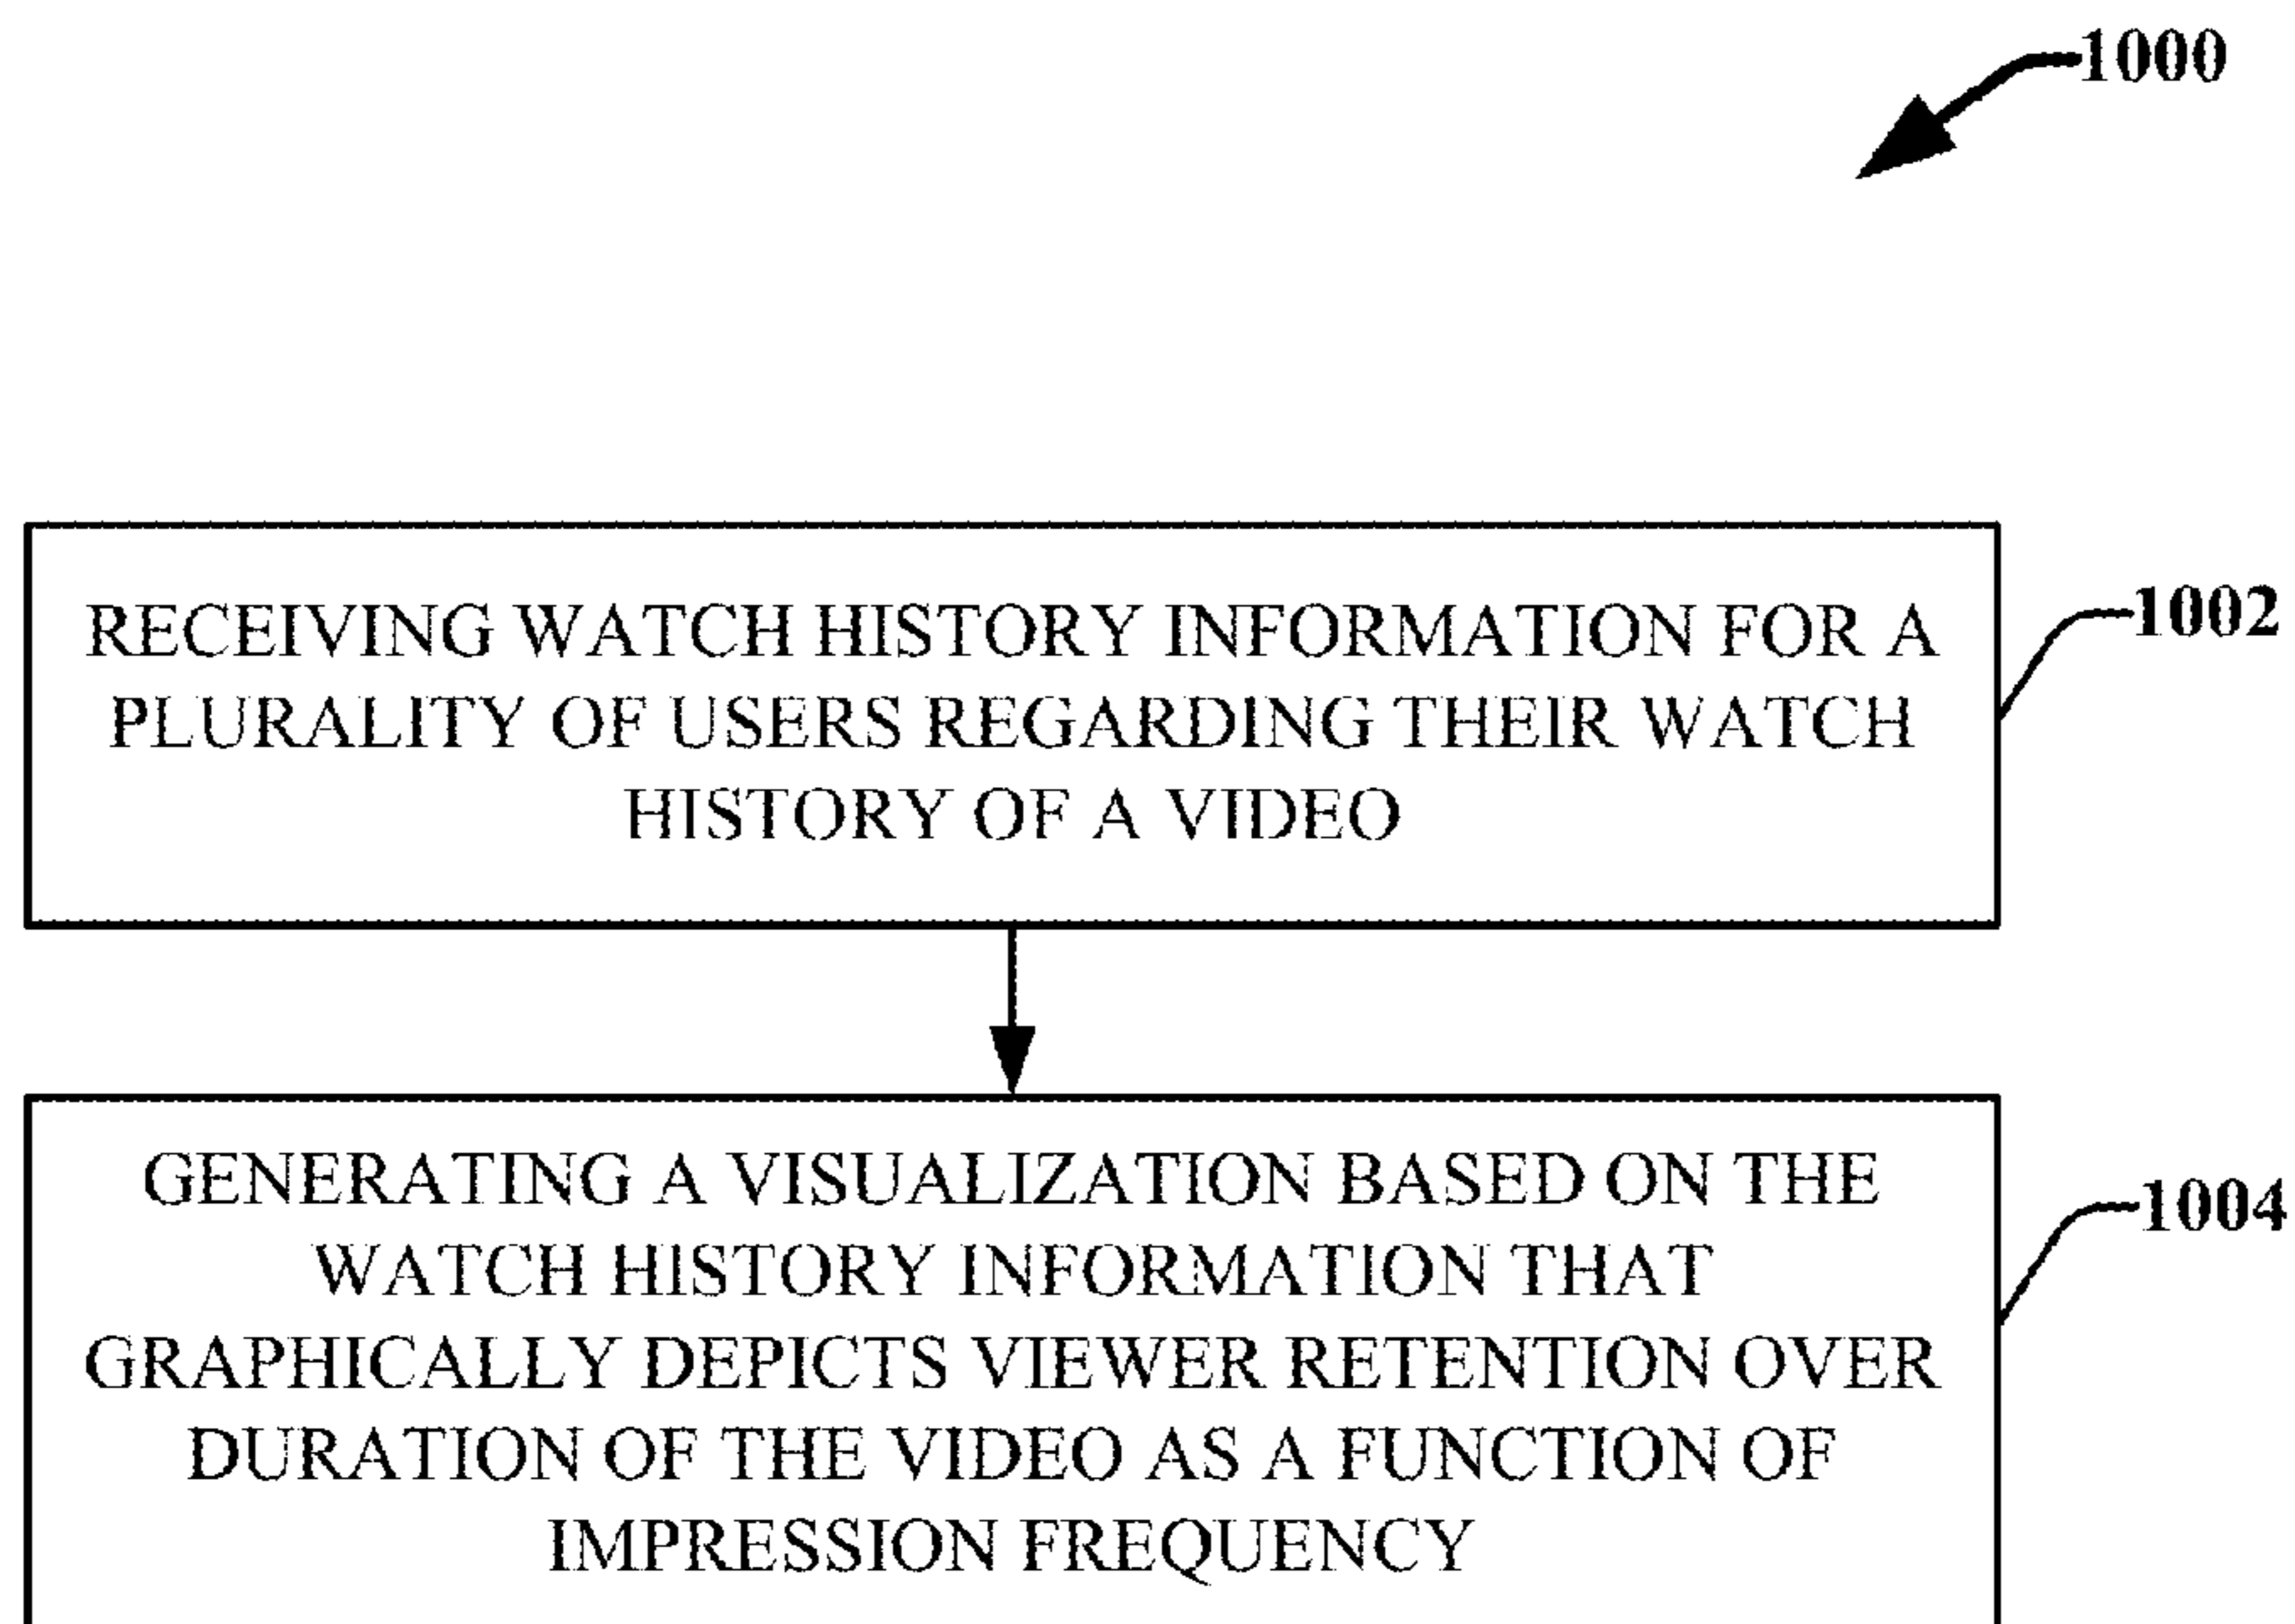 1000
RECEIVING WATCH HISTORY INFORMATION FOR A
PLURALITY OF USERS REGARDING THEIR WATCH
HISTORY OF A VIDEO
1002
GENERATING A VISUALIZATION BASED ON THE
WATCH HISTORY INFORMATION THAT
GRAPHICALLY DEPICTS VIEWER RETENTION OVER
DURATION OF THE VIDEO AS A FUNCTION OF
IMPRESSION FREQUENCY
1004